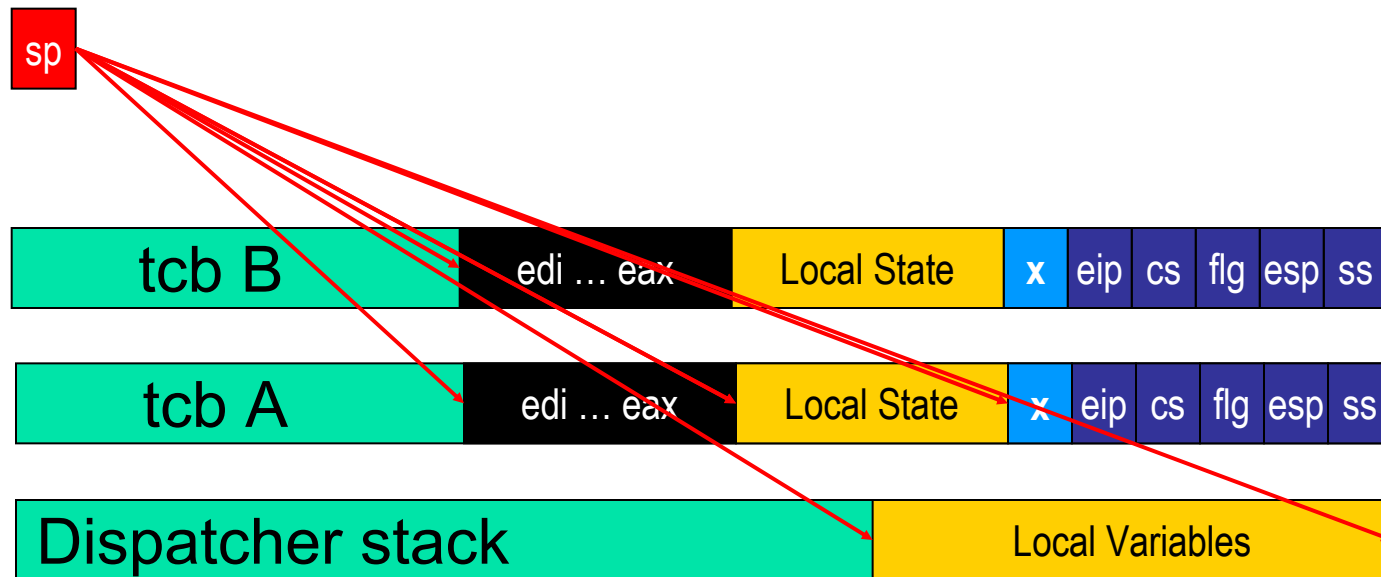 sp
tcb B edi … eax Local State x eip cs flg esp ss
tcb A edi … eax Local State x eip cs flg esp ss
Dispatcher stack Local Variables